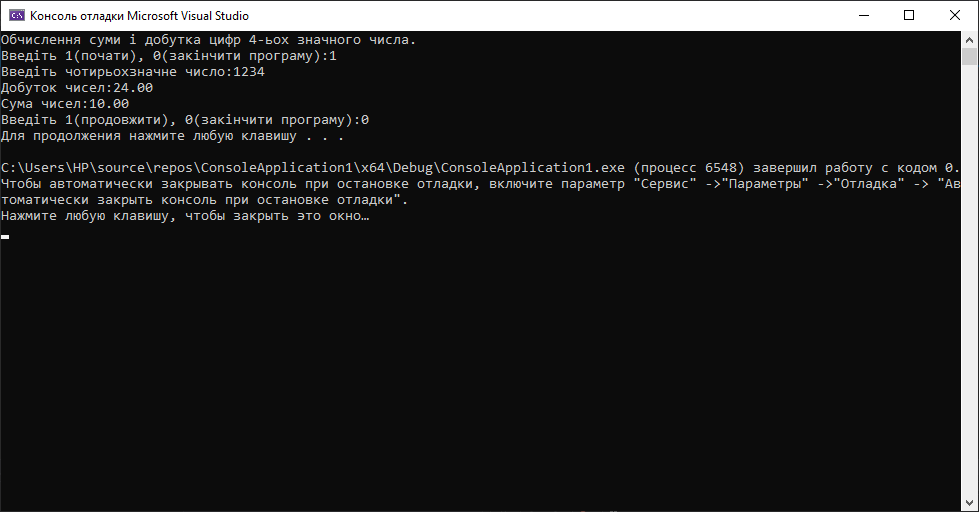 Консоль отладки Microsoft Visual Studio
Обчислення суми і добутка цифр 4-ьох значного числа.
Введіть 1(почати), 0(закінчити програму):1
Введіть чотирьохзначне число:1234
Добуток чисел:24.00
Сума чисел:10.00
Введіть 1(продовжити), 0(закінчити програму):0
Для продолжения нажмите любую клавишу . . .
C:\Users\HP\source\repos\ConsoleApplication1\x64\Debug\ConsoleApplication1.exe (процесс 6548) завершил работу с кодом 0.
Чтобы автоматически закрывать консоль при остановке отладки, включите параметр "Сервис" ->"Параметры" ->"Отладка" -> "Ав
томатически закрыть консоль при остановке отладки".
Нажмите любую клавишу, чтобы закрыть это окно…